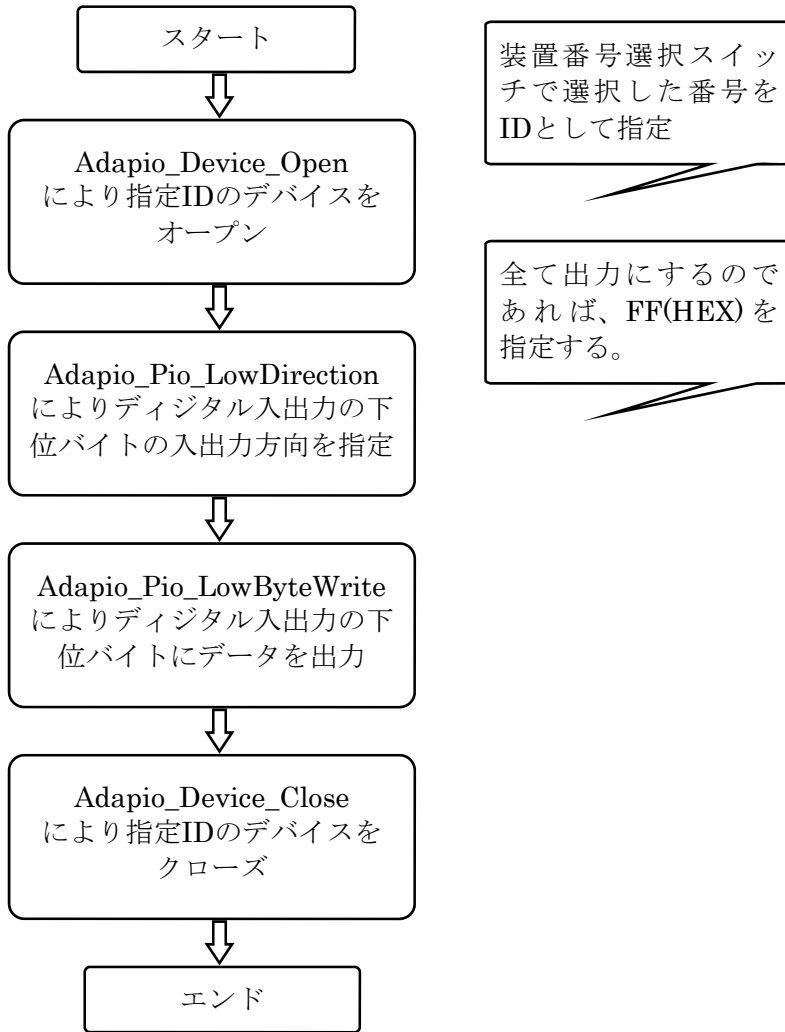 スタート
装置番号選択スイッ
チで選択した番号を
IDとして指定
Adapio_Device_Open
により指定IDのデバイスを
オープン
全て出力にするので
あれば、FF(HEX)を
指定する。
Adapio_Pio_LowDirection
によりディジタル入出力の下
位バイトの入出力方向を指定
Adapio_Pio_LowByteWrite
によりディジタル入出力の下
位バイトにデータを出力
Adapio_Device_Close
により指定IDのデバイスを
クローズ
エンド